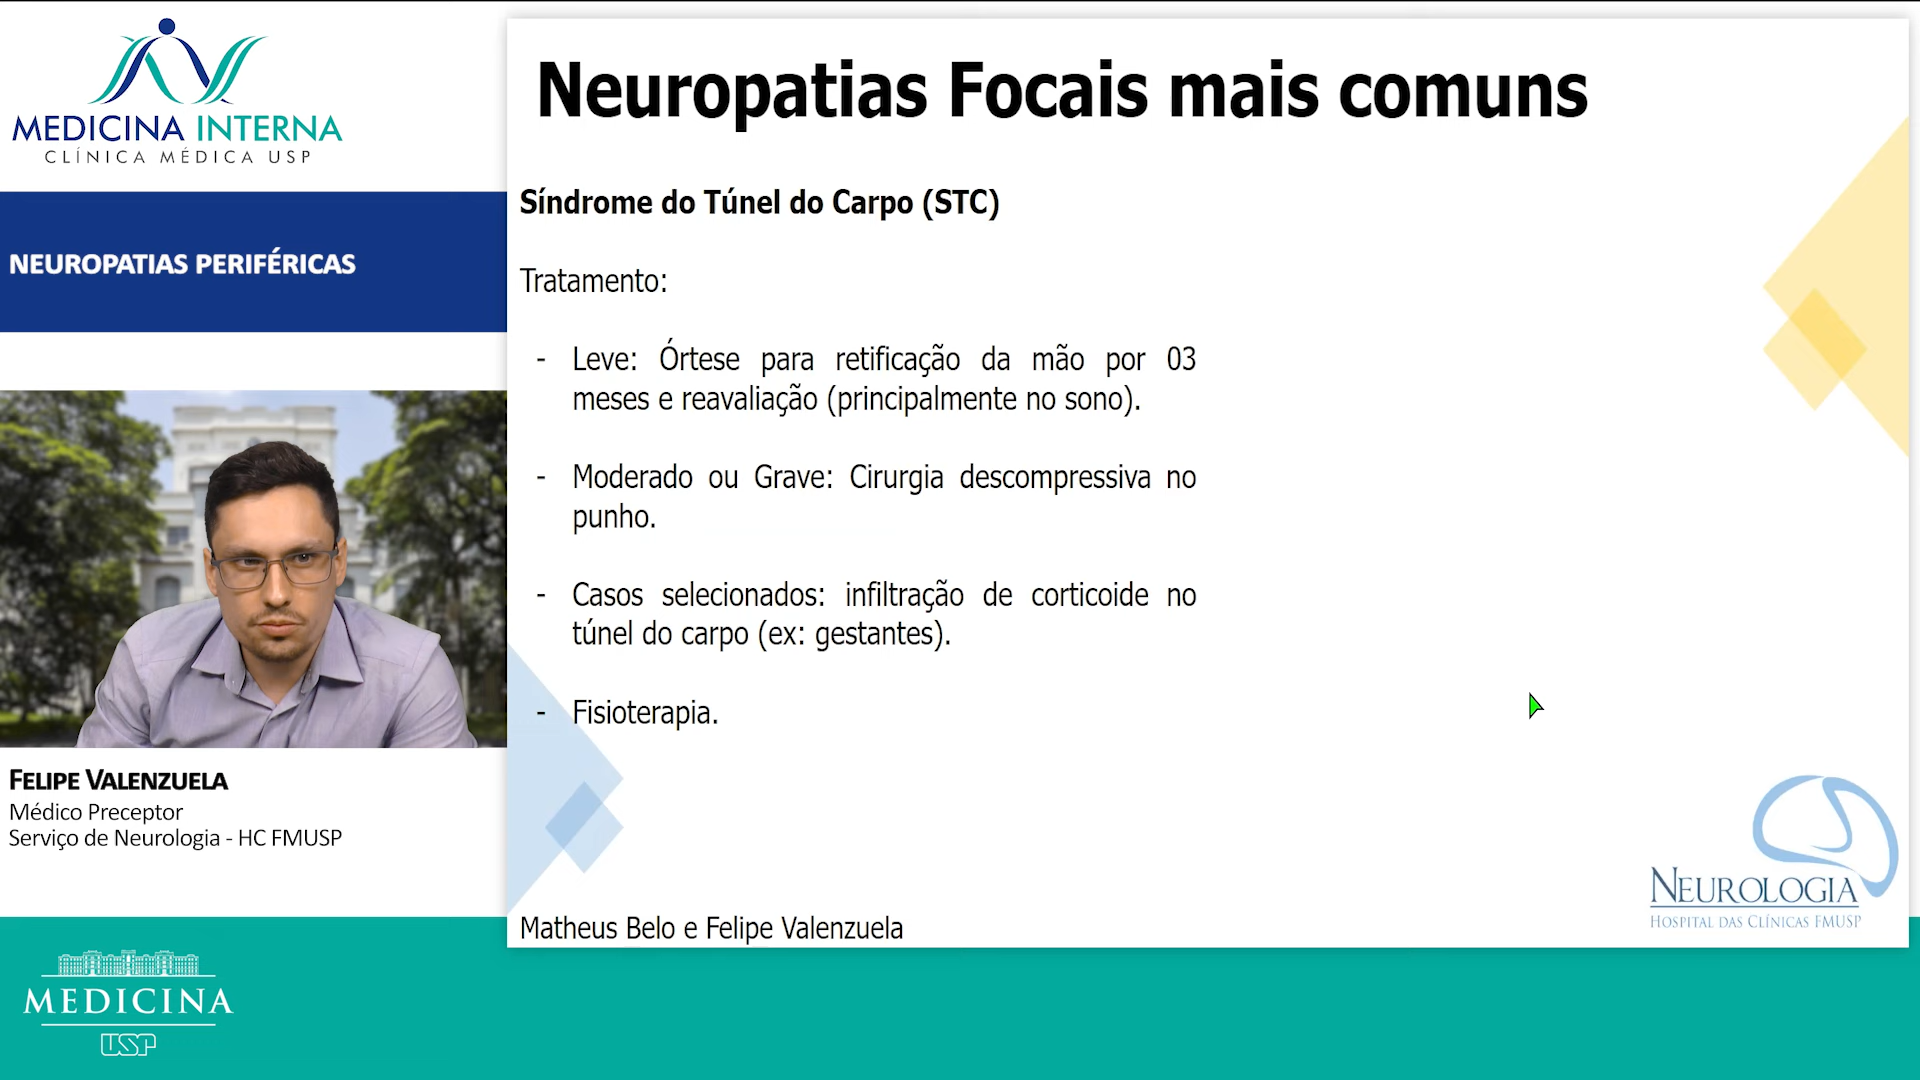 MEDICINA INTERNA
CLÍNICA MÉDICA USP
NEUROPATIAS PERIFÉRICAS
FELIPE VALENZUELA
Médico Preceptor
Serviço de Neurologia - HC FMUSP
MEDICINA
USP
Neuropatias Focais mais comuns
Síndrome do Túnel do Carpo (STC)
Tratamento:
- Leve: Órtese para retificação da mão por 03
meses e reavaliação (principalmente no sono).
- Moderado ou Grave: Cirurgia descompressiva no
punho.
- Casos selecionados: infiltração de corticoide no
túnel do carpo (ex: gestantes).
- Fisioterapia.
Matheus Belo e Felipe Valenzuela
NEUROLOGIA
HOSPITAL DAS CLÍNICAS FMUSP